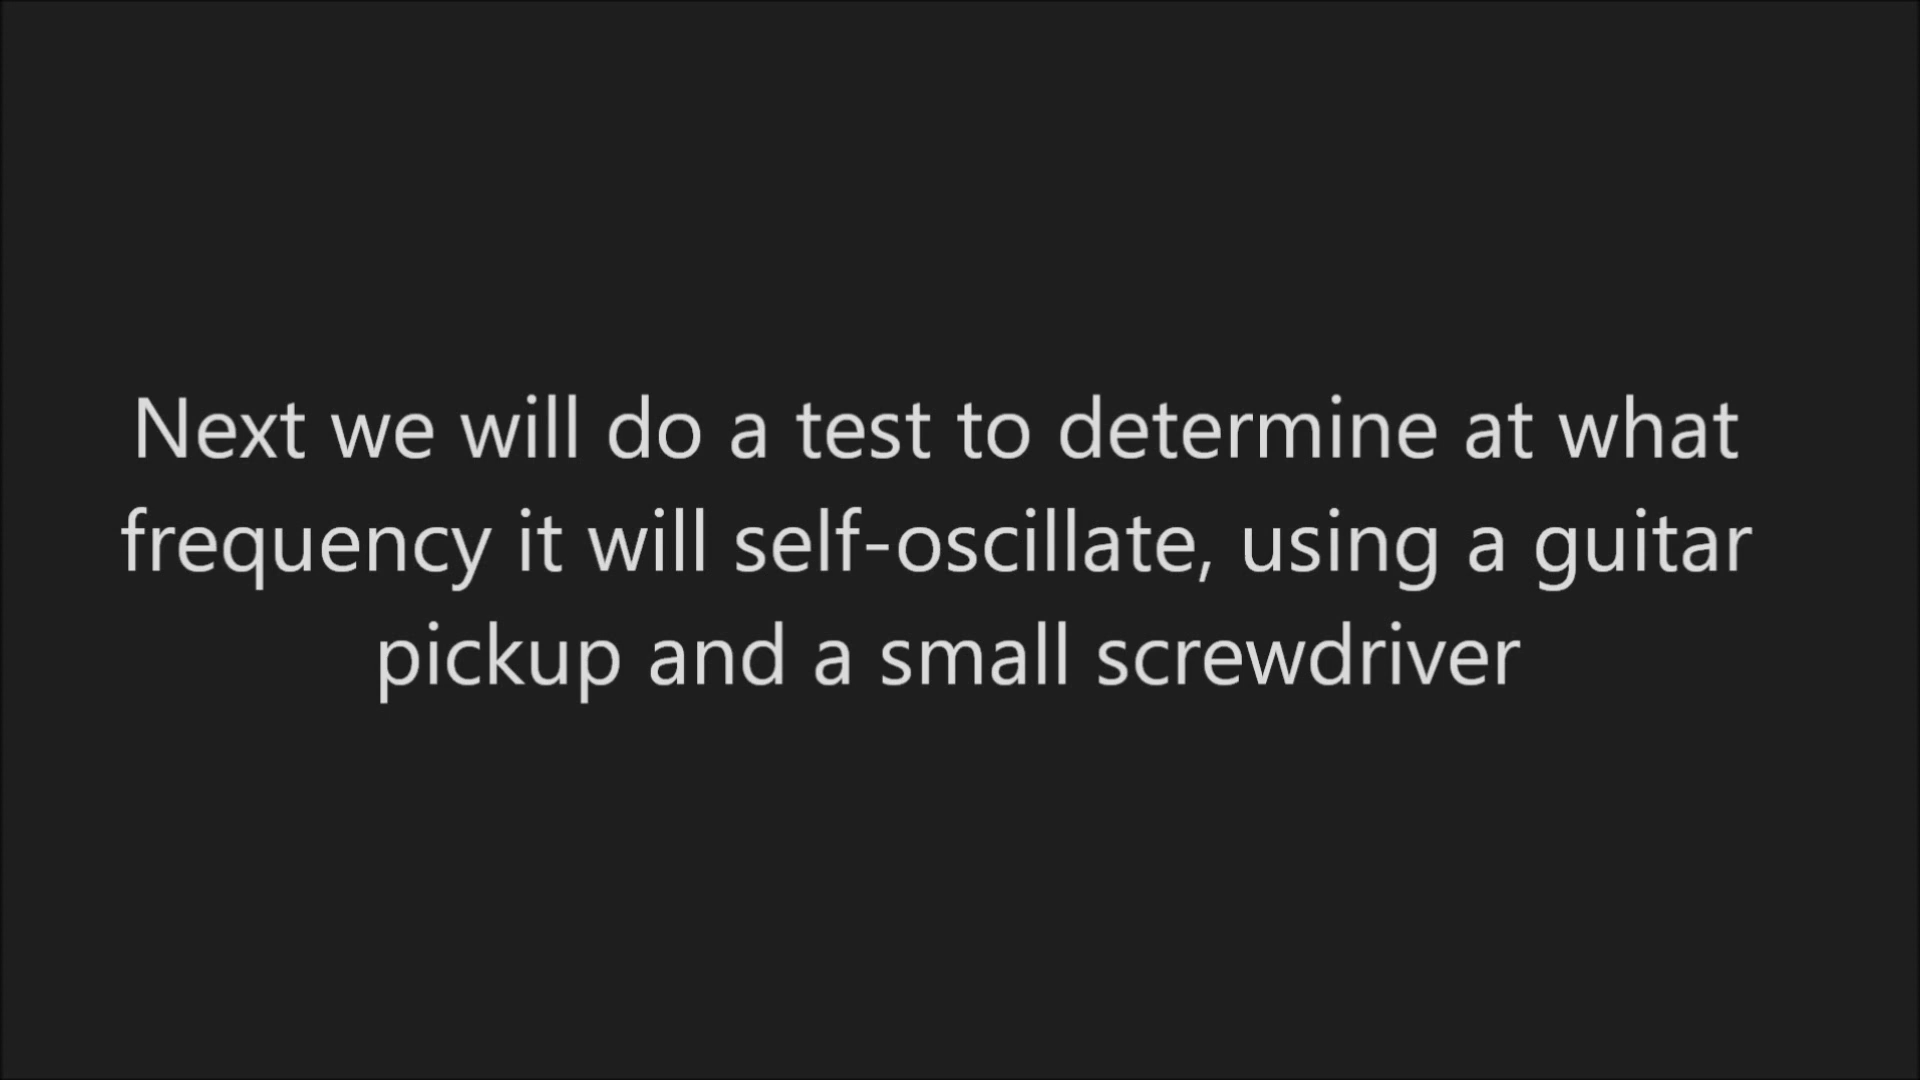 Next we will do a test to determine at what
frequency it will self-oscillate, using a guitar
pickup and a small screwdriver